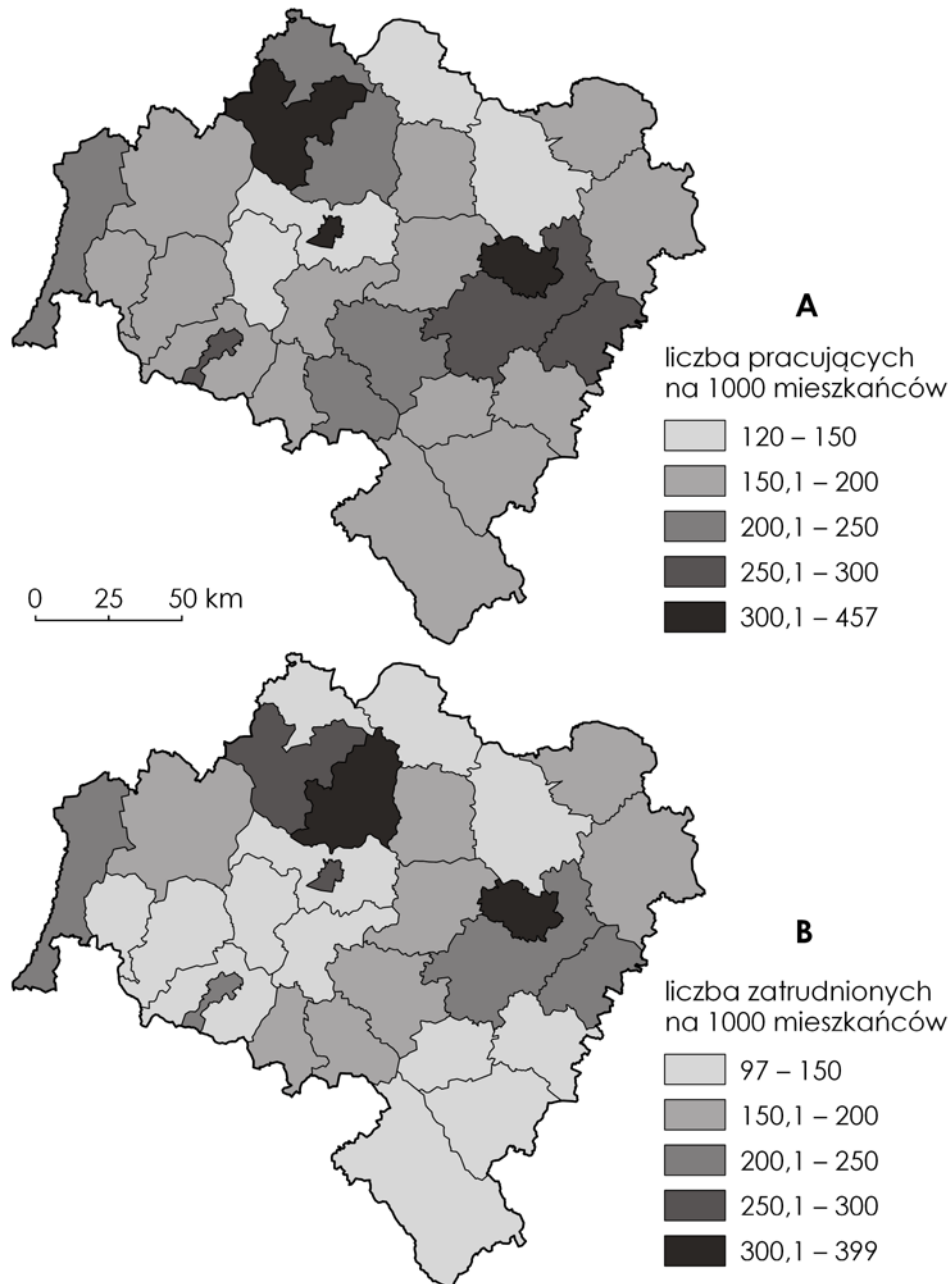 A
liczba pracujących
na 1000 mieszkańców
120 – 150
150,1 – 200
200,1 – 250
250,1 – 300
300,1 – 457
0 25 50 km
B
liczba zatrudnionych
na 1000 mieszkańców
97 – 150
150,1 – 200
200,1 – 250
250,1 – 300
300,1 – 399